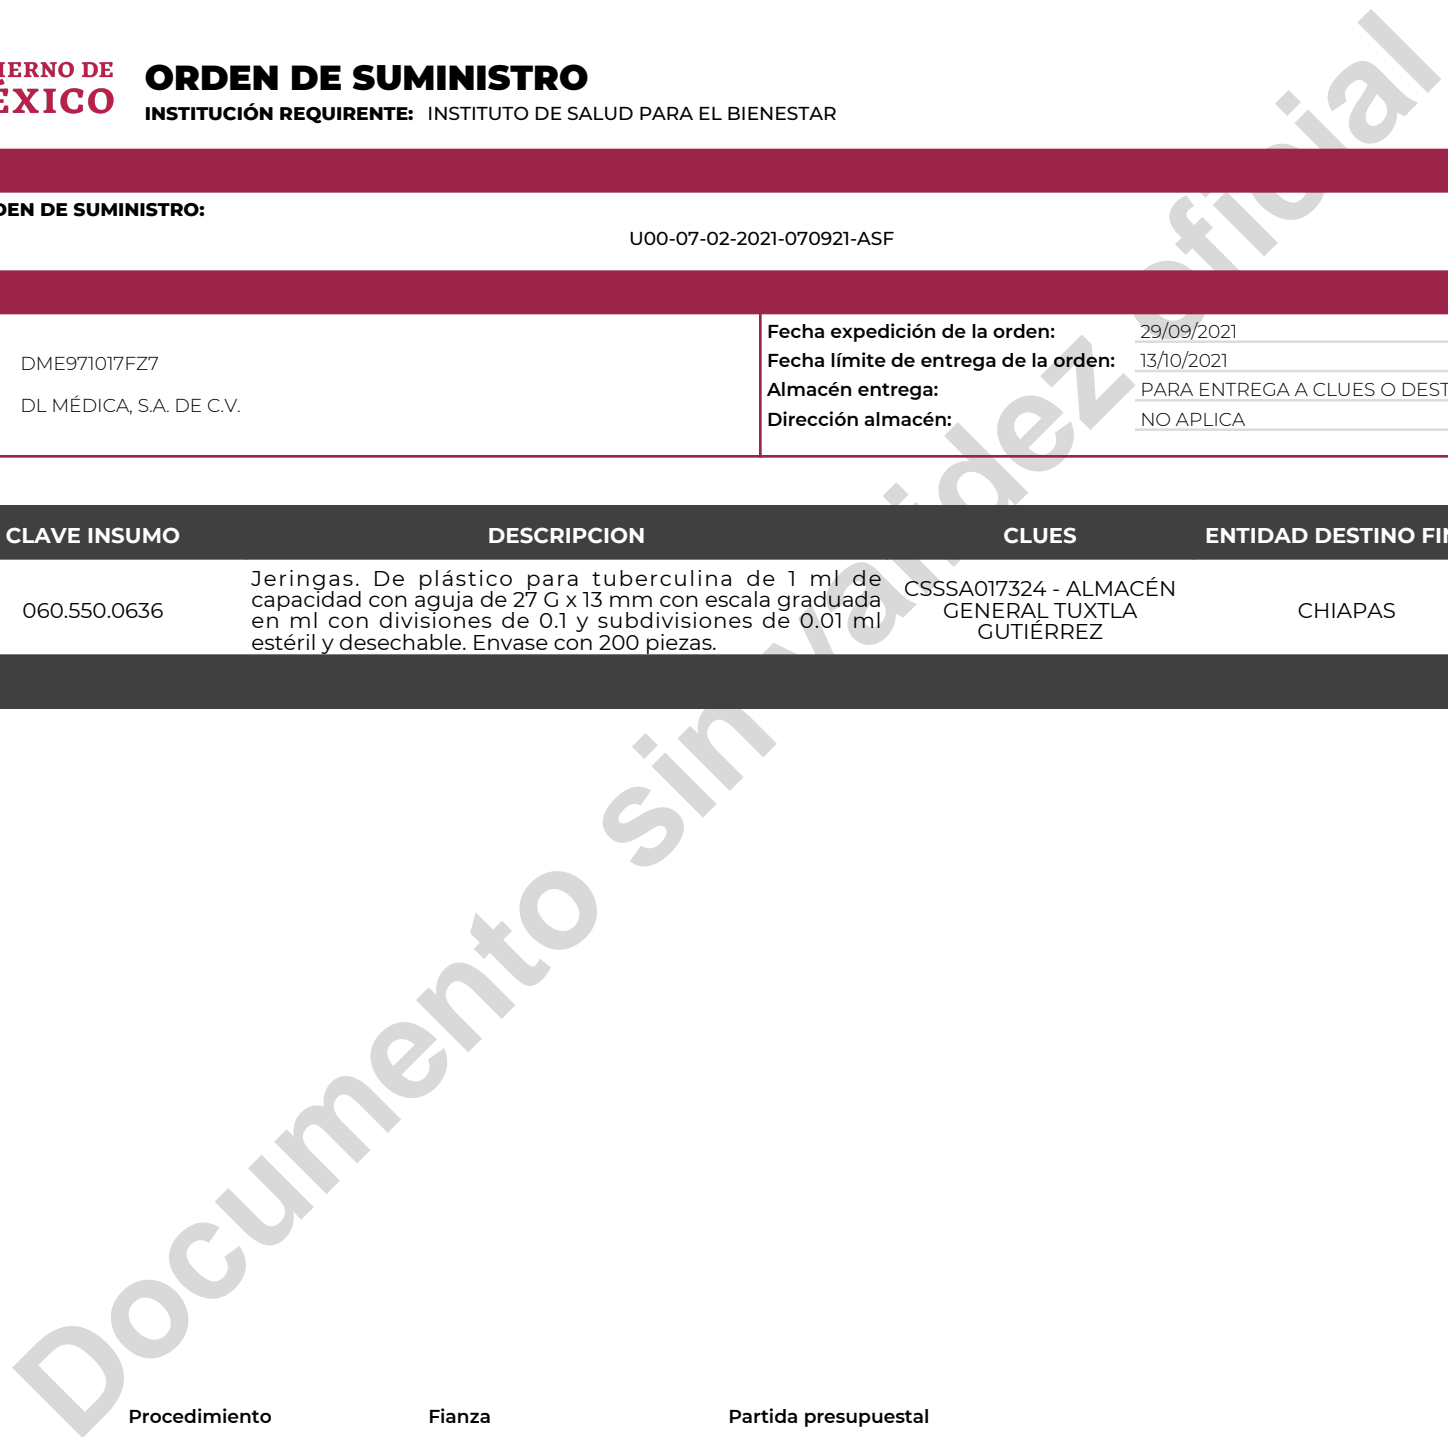 IERNO DE
ÉXICO
ORDEN DE SUMINISTRO
INSTITUCIÓN REQUIRENTE: INSTITUTO DE SALUD PARA EL BIENESTAR
DEN DE SUMINISTRO:
U00-07-02-2021-070921-ASF
DME971017FZ7
DL MÉDICA, S.A. DE C.V.
Fecha expedición de la orden: 29/09/2021
Fecha límite de entrega de la orden: 13/10/2021
Almacén entrega: PARA ENTREGA A CLUES O DEST
Dirección almacén: NO APLICA
CLAVE INSUMO DESCRIPCION CLUES ENTIDAD DESTINO FIN
060.550.0636
Jeringas. De plástico para tuberculina de 1 ml de
capacidad con aguja de 27 G x 13 mm con escala graduada
en ml con divisiones de 0.1 y subdivisiones de 0.01 ml
estéril y desechable. Envase con 200 piezas.
CSSSA017324 - ALMACÉN
GENERAL TUXTLA
GUTIÉRREZ
CHIAPAS
Documento sin validez oficial
Procedimiento Fianza Partida presupuestal